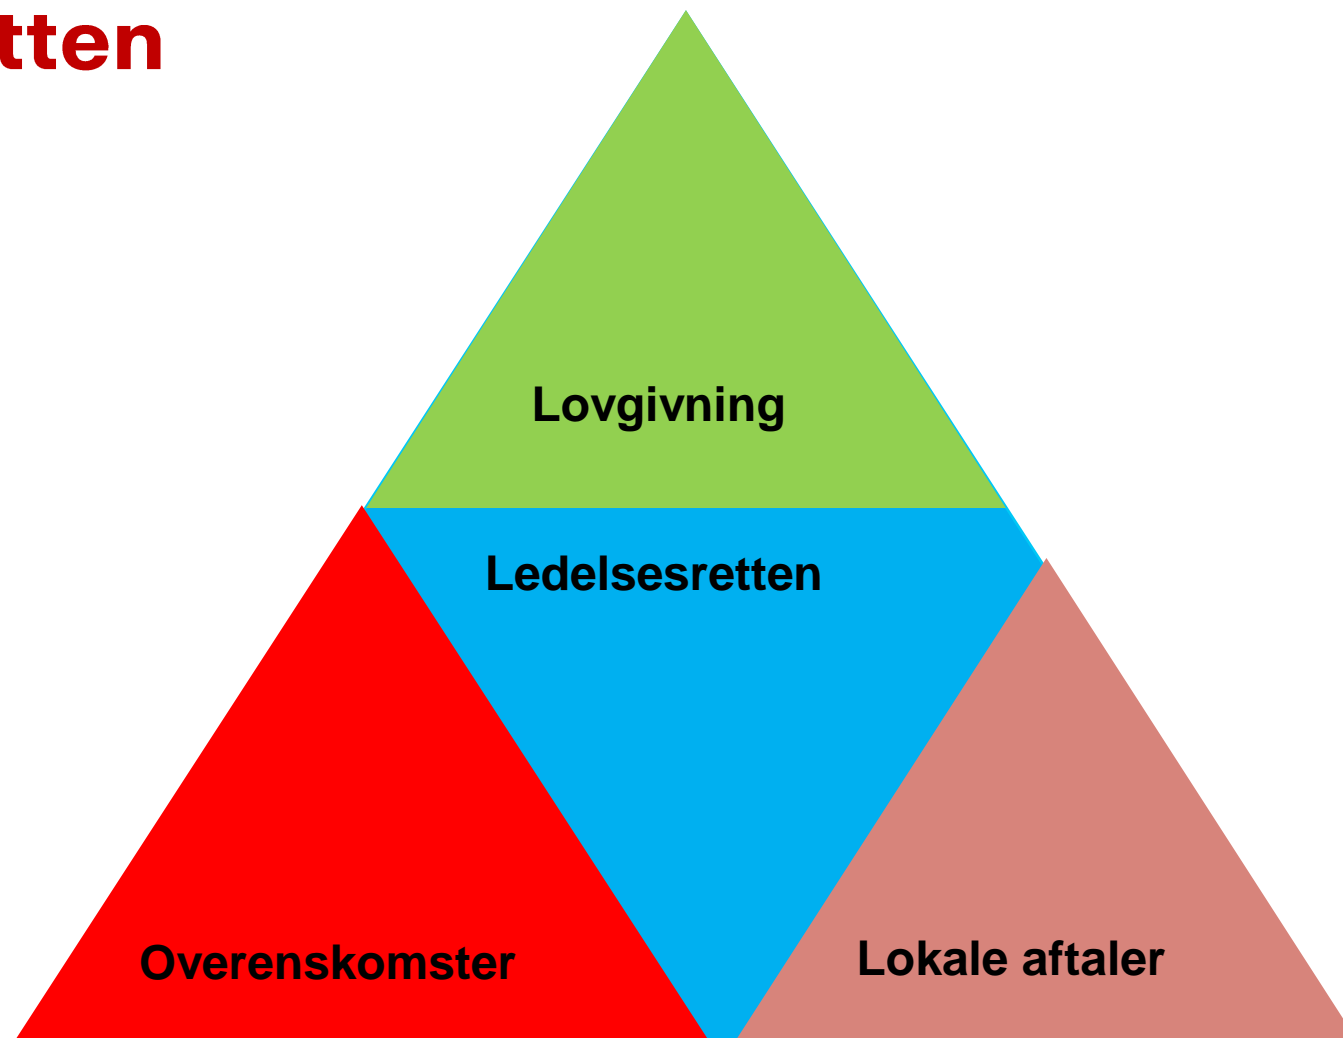 tten
Lovgivning
Ledelsesretten
Overenskomster
Lokale aftaler